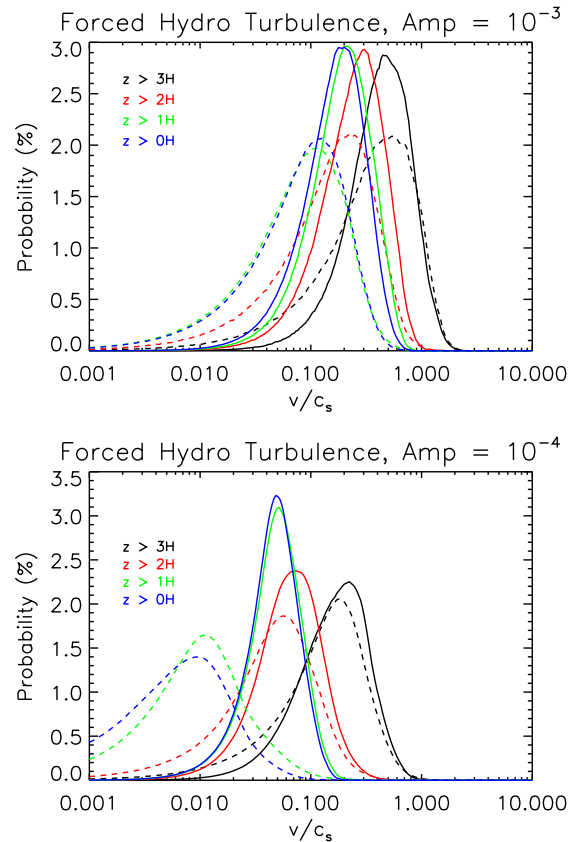 Forced Hydro Turbulence, Amp = 10⁻³
3.0
2.5
2.0
1.5
1.0
0.5
0.0
Probability (%)
z > 3H
z > 2H
z > 1H
z > 0H
0.001 0.010 0.100 1.000 10.000
v/cₛ
Forced Hydro Turbulence, Amp = 10⁻⁴
3.5
3.0
2.5
2.0
1.5
1.0
0.5
0.0
Probability (%)
z > 3H
z > 2H
z > 1H
z > 0H
0.001 0.010 0.100 1.000 10.000
v/cₛ